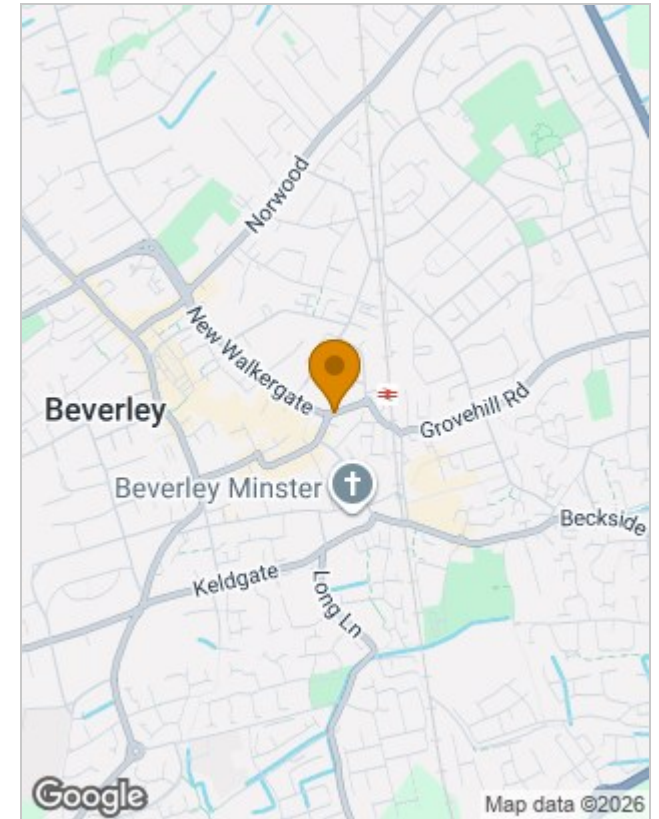 Norwood
New Walkergate
Beverley
Grovehill Rd
Beverley Minster
Beckside
Keldgate
Long Ln
Google
Map data ©2026